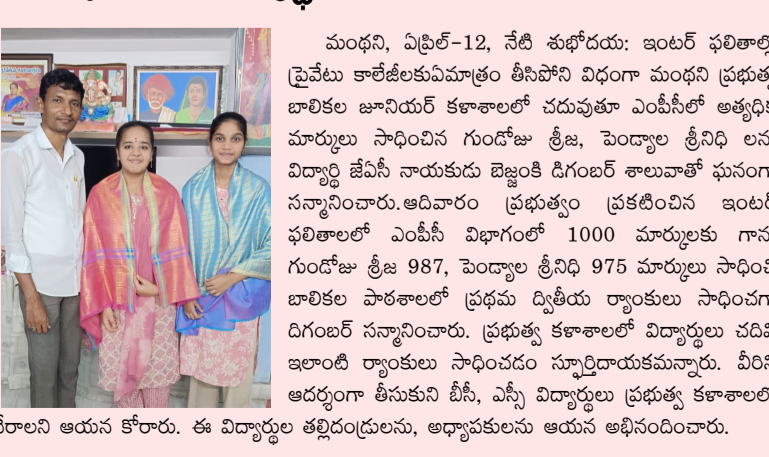 మంథని, ఏప్రిల్-12, నేటి శుభోదయ: ఇంటర్ ఫలితాల్లో
ప్రైవేటు కాలేజీలకుఏమాత్రం తీసిపోని విధంగా మంథని ప్రభుత్వ
బాలికల జూనియర్ కళాశాలలో చదువుతూ ఎంపీసీలో అత్యధిక
మార్కులు సాధించిన గుండోజు శ్రీజ, పెండ్యాల శ్రీనిధి లను
విద్యార్థి జేఏసీ నాయకుడు బెజ్జంకి డిగంబర్ శాలువాతో ఘనంగా
సన్మానించారు.ఆదివారం ప్రభుత్వం ప్రకటించిన ఇంటర్
ఫలితాలలో ఎంపీసీ విభాగంలో 1000 మార్కులకు గాను
గుండోజు శ్రీజ 987, పెండ్యాల శ్రీనిధి 975 మార్కులు సాధించి
బాలికల పాఠశాలలో ప్రథమ ద్వితీయ ర్యాంకులు సాధించగా
దిగంబర్ సన్మానించారు. ప్రభుత్వ కళాశాలలో విద్యార్థులు చదివి
ఇలాంటి ర్యాంకులు సాధించడం స్ఫూర్తిదాయకమన్నారు. వీరిని
ఆదర్శంగా తీసుకుని బీసీ, ఎస్సీ విద్యార్థులు ప్రభుత్వ కళాశాలలో
చేరాలని ఆయన కోరారు. ఈ విద్యార్థుల తల్లిదండ్రులను, అధ్యాపకులను ఆయన అభినందించారు.